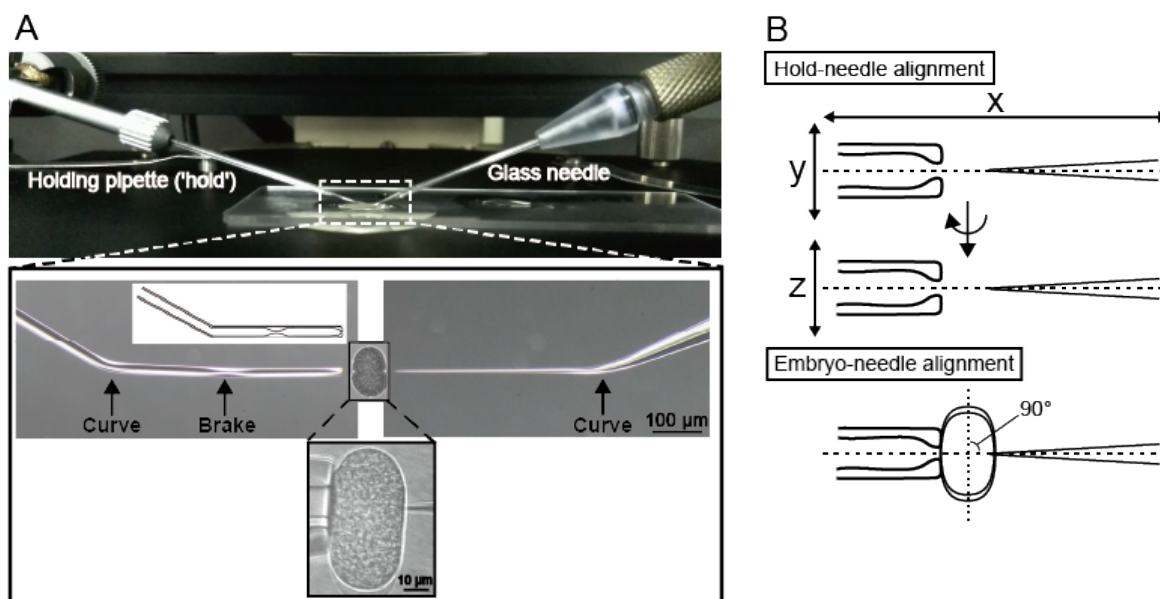 A
Holding pipette ('hold')
Glass needle
Curve
Brake
Curve
100 µm
10 µm
B
Hold-needle alignment
x
y
z
Embryo-needle alignment
90°